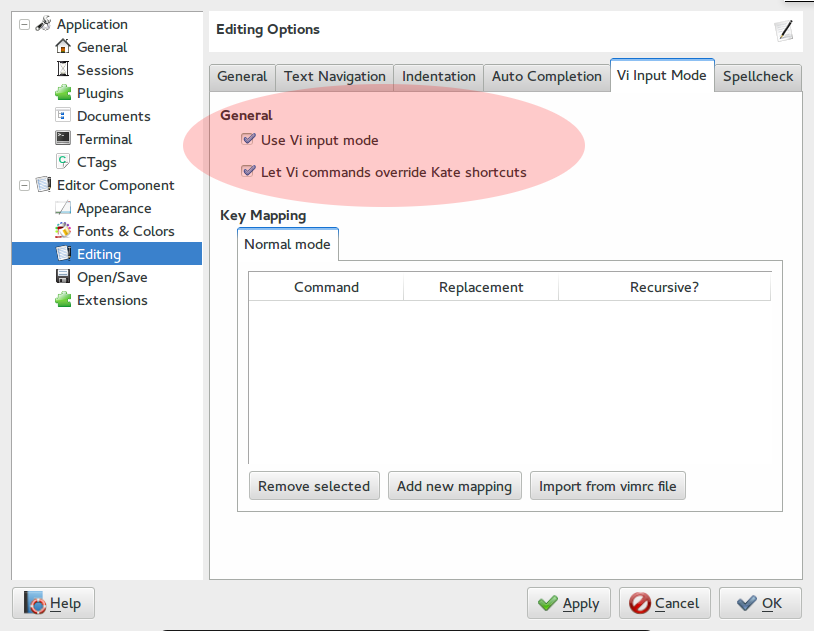 Application
General
Sessions
Plugins
Documents
Terminal
CTags
Editor Component
Appearance
Fonts & Colors
Editing
Open/Save
Extensions
Editing Options
General Text Navigation Indentation Auto Completion Vi Input Mode Spellcheck
General
Use Vi input mode
Let Vi commands override Kate shortcuts
Key Mapping
Normal mode
Command Replacement Recursive?
Remove selected Add new mapping Import from vimrc file
Help Apply Cancel OK